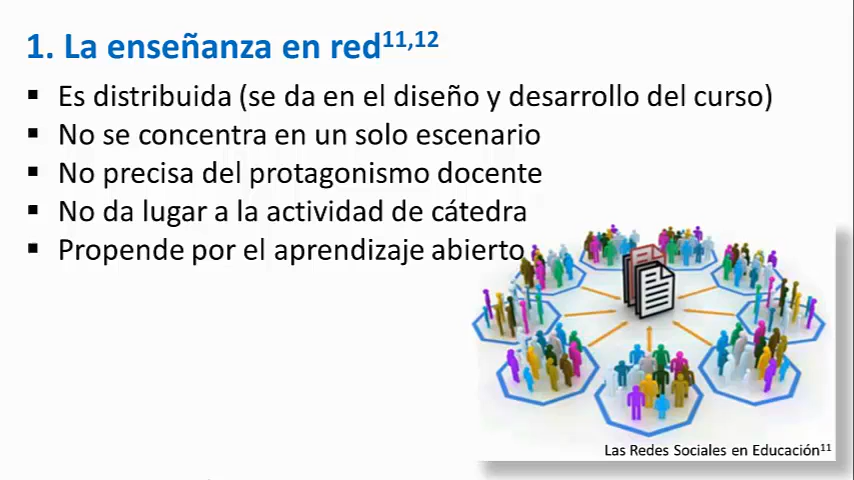 1. La enseñanza en red11,12
▪ Es distribuida (se da en el diseño y desarrollo del curso)
▪ No se concentra en un solo escenario
▪ No precisa del protagonismo docente
▪ No da lugar a la actividad de cátedra
▪ Propende por el aprendizaje abierto
Las Redes Sociales en Educación11